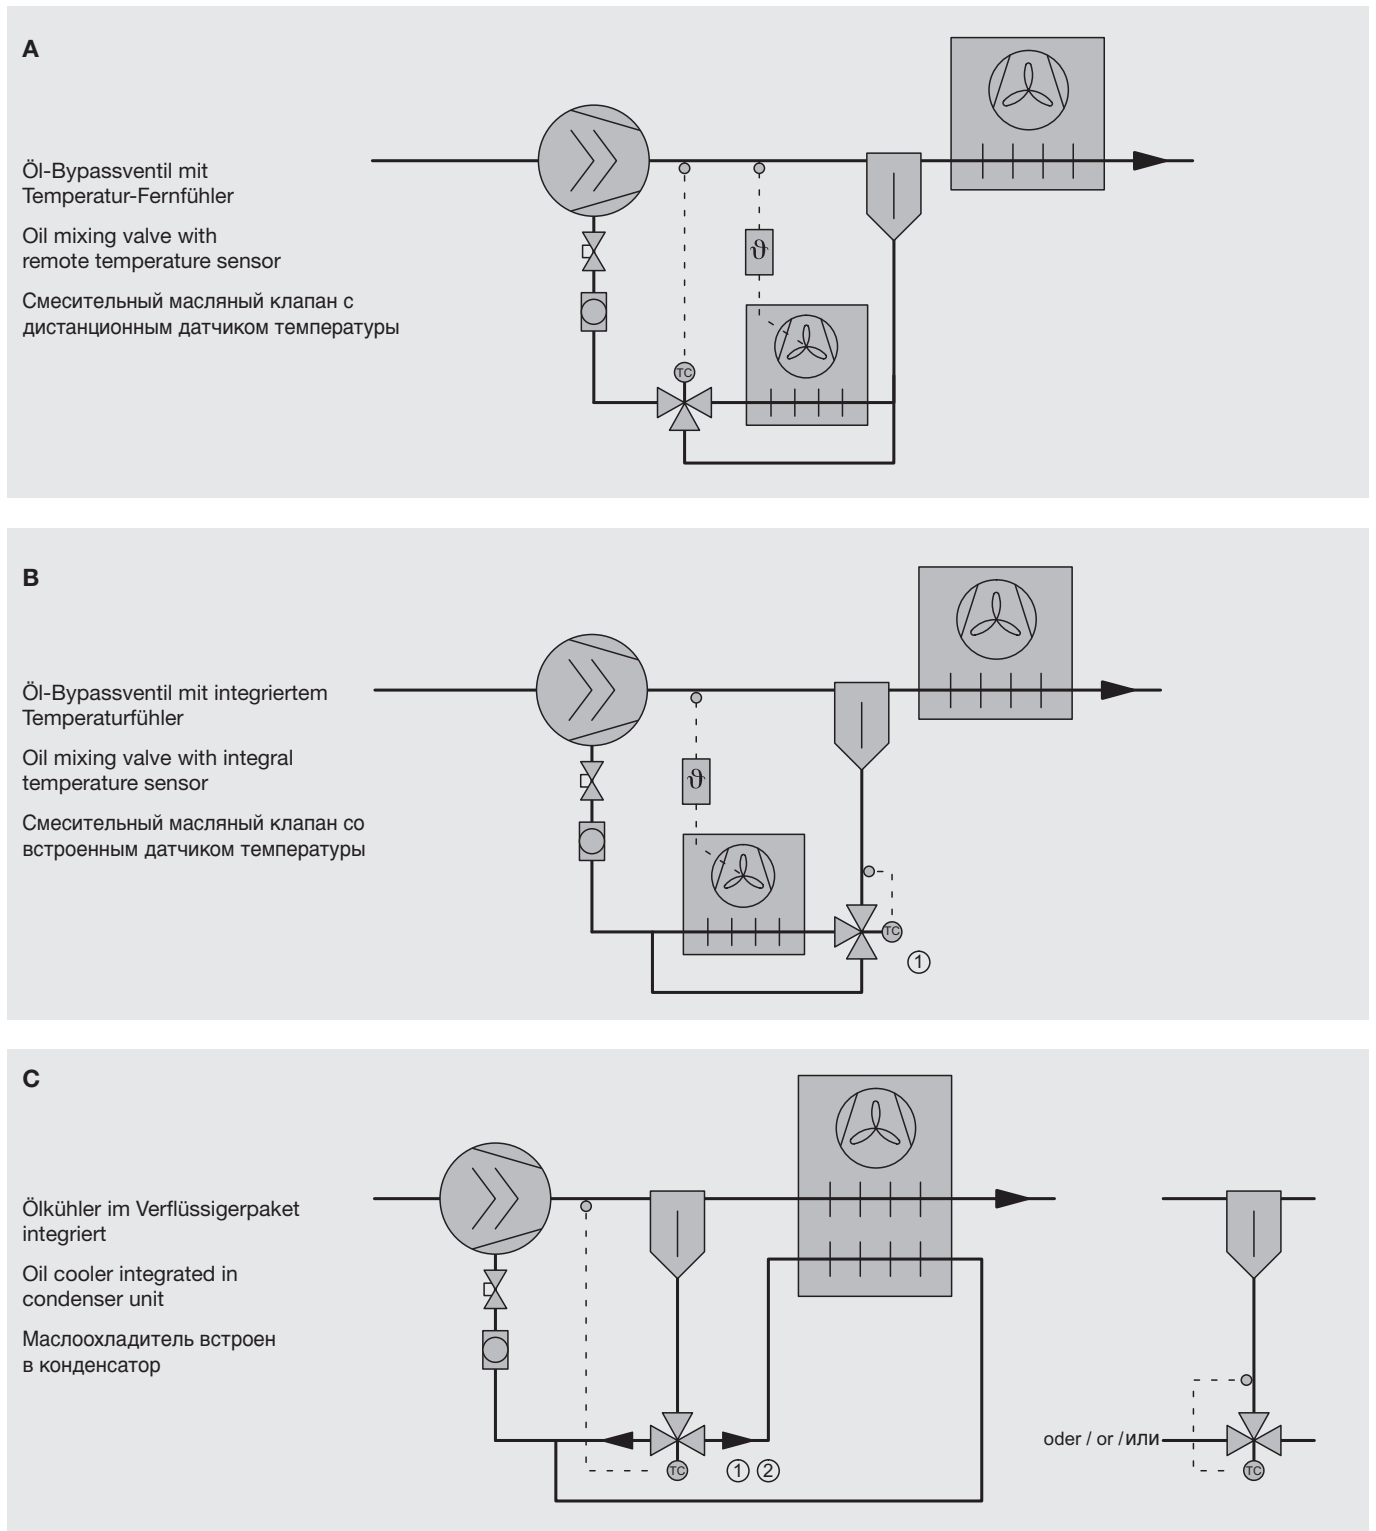 A
Öl-Bypassventil mit
Temperatur-Fernfühler
Oil mixing valve with
remote temperature sensor
Смесительный масляный клапан с
дистанционным датчиком температуры
ϑ
TC
B
Öl-Bypassventil mit integriertem
Temperaturfühler
Oil mixing valve with integral
temperature sensor
Смесительный масляный клапан со
встроенным датчиком температуры
ϑ
TC
①
C
Ölkühler im Verflüssigerpaket
integriert
Oil cooler integrated in
condenser unit
Маслоохладитель встроен
в конденсатор
TC
① ②
oder / or /или
TC